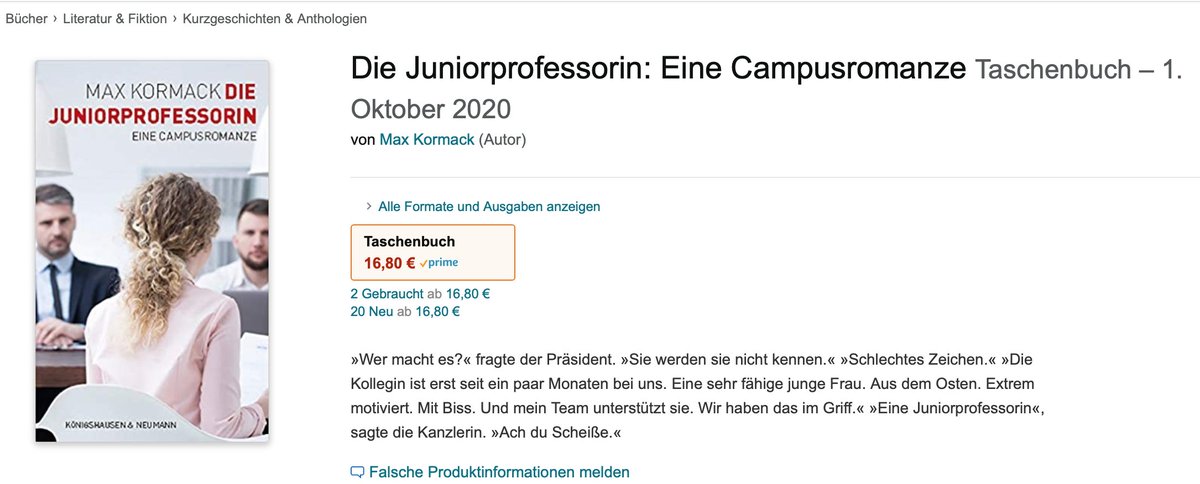 Bücher › Literatur & Fiktion › Kurzgeschichten & Anthologien
MAX KORMACK DIE
JUNIORPROFESSORIN
EINE CAMPUSROMANZE
KÖNIGSHAUSEN & NEUMANN
Die Juniorprofessorin: Eine Campusromanze Taschenbuch – 1.
Oktober 2020
von Max Kormack (Autor)
› Alle Formate und Ausgaben anzeigen
Taschenbuch
16,80 € prime
2 Gebraucht ab 16,80 €
20 Neu ab 16,80 €
»Wer macht es?« fragte der Präsident. »Sie werden sie nicht kennen.« »Schlechtes Zeichen.« »Die
Kollegin ist erst seit ein paar Monaten bei uns. Eine sehr fähige junge Frau. Aus dem Osten. Extrem
motiviert. Mit Biss. Und mein Team unterstützt sie. Wir haben das im Griff.« »Eine Juniorprofessorin«,
sagte die Kanzlerin. »Ach du Scheiße.«
Falsche Produktinformationen melden